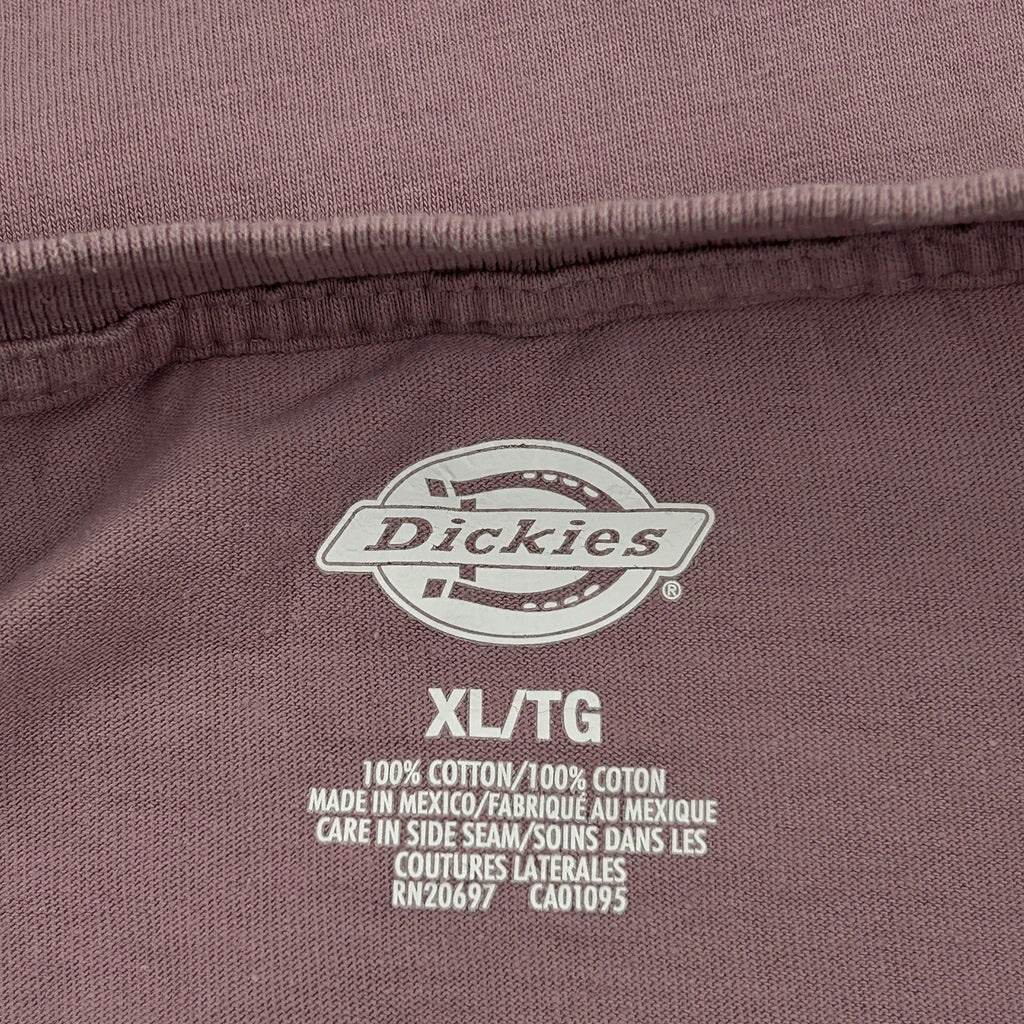 Dickies
®
XL/TG
100% COTTON/100% COTON
MADE IN MEXICO/FABRIQUÉ AU MEXIQUE
CARE IN SIDE SEAM/SOINS DANS LES
COUTURES LATERALES
RN20697 CA01095